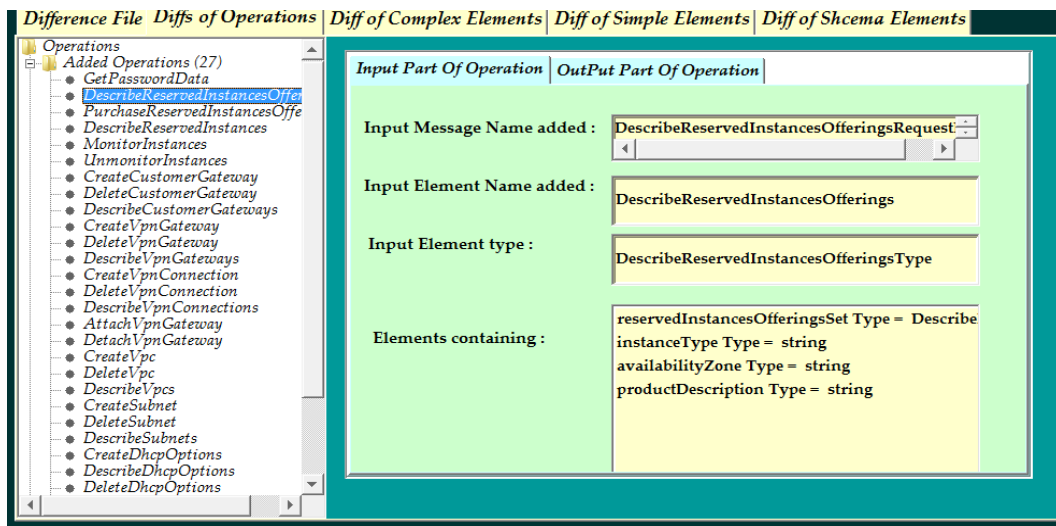 Difference File Diffs of Operations Diff of Complex Elements Diff of Simple Elements Diff of Shcema Elements
Operations
Added Operations (27)
GetPasswordData
DescribeReservedInstancesOffer
PurchaseReservedInstancesOffe
DescribeReservedInstances
MonitorInstances
UnmonitorInstances
CreateCustomerGateway
DeleteCustomerGateway
DescribeCustomerGateways
CreateVpnGateway
DeleteVpnGateway
DescribeVpnGateways
CreateVpnConnection
DeleteVpnConnection
DescribeVpnConnections
AttachVpnGateway
DetachVpnGateway
CreateVpc
DeleteVpc
DescribeVpcs
CreateSubnet
DeleteSubnet
DescribeSubnets
CreateDhcpOptions
DescribeDhcpOptions
DeleteDhcpOptions
Input Part Of Operation OutPut Part Of Operation
Input Message Name added : DescribeReservedInstancesOfferingsRequest
Input Element Name added : DescribeReservedInstancesOfferings
Input Element type : DescribeReservedInstancesOfferingsType
Elements containing :
reservedInstancesOfferingsSet Type = Describe
instanceType Type = string
availabilityZone Type = string
productDescription Type = string